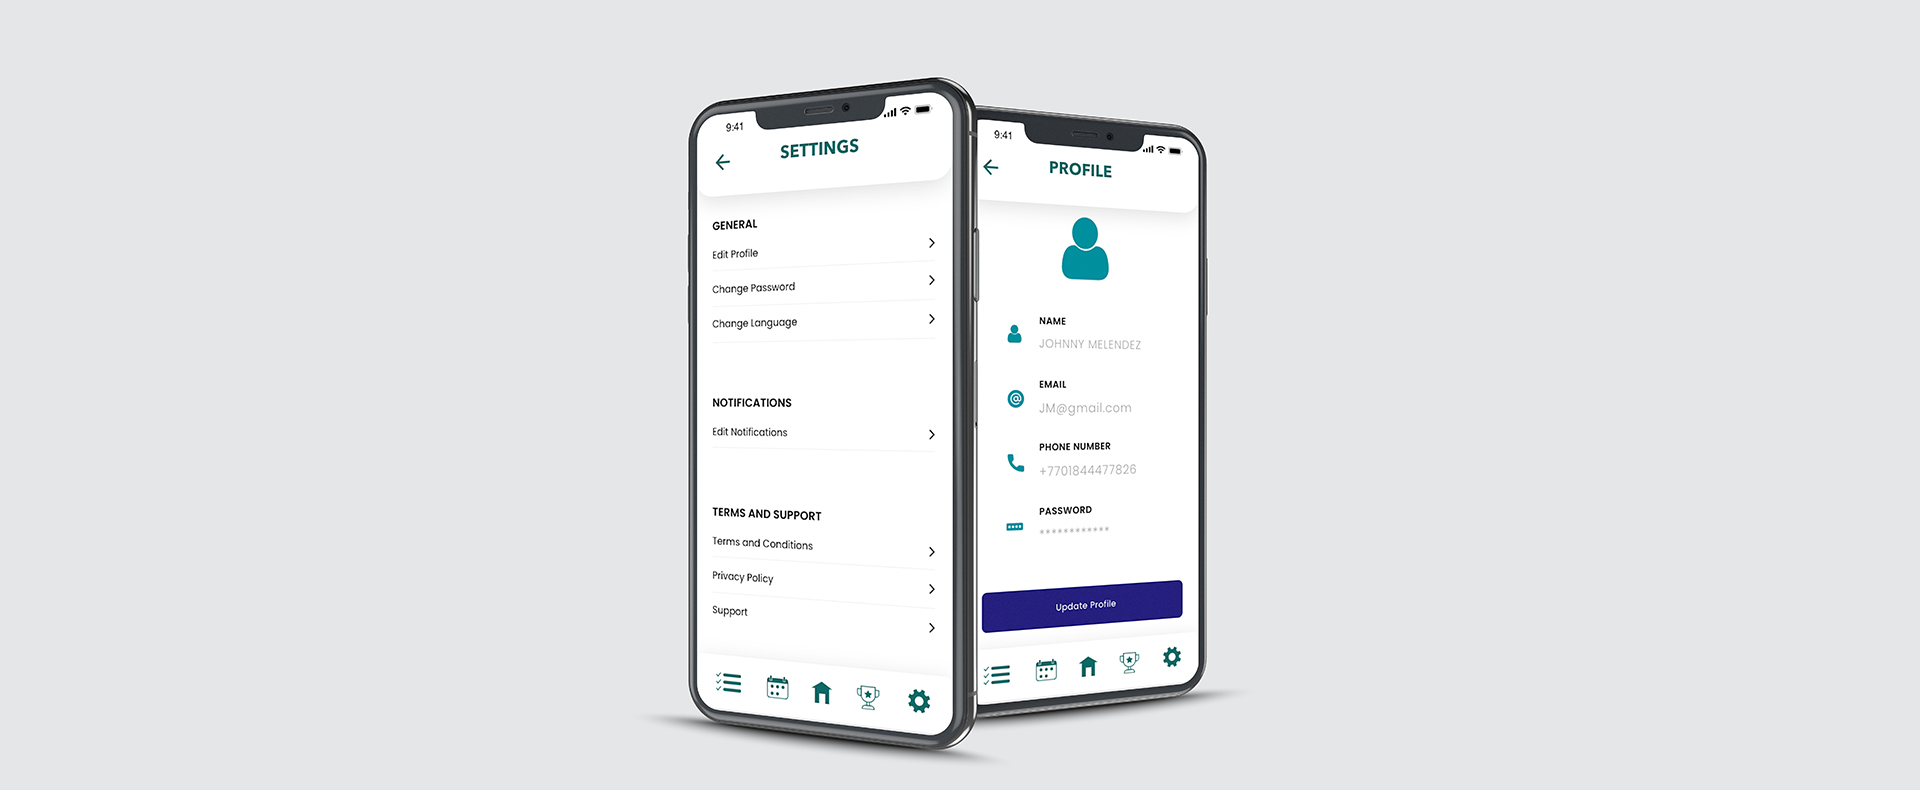 9:41
SETTINGS
GENERAL
Edit Profile
Change Password
Change Language
NOTIFICATIONS
Edit Notifications
TERMS AND SUPPORT
Terms and Conditions
Privacy Policy
Support
9:41
PROFILE
NAME
JOHNNY MELENDEZ
EMAIL
JM@gmail.com
PHONE NUMBER
+7701844477826
PASSWORD
************
Update Profile